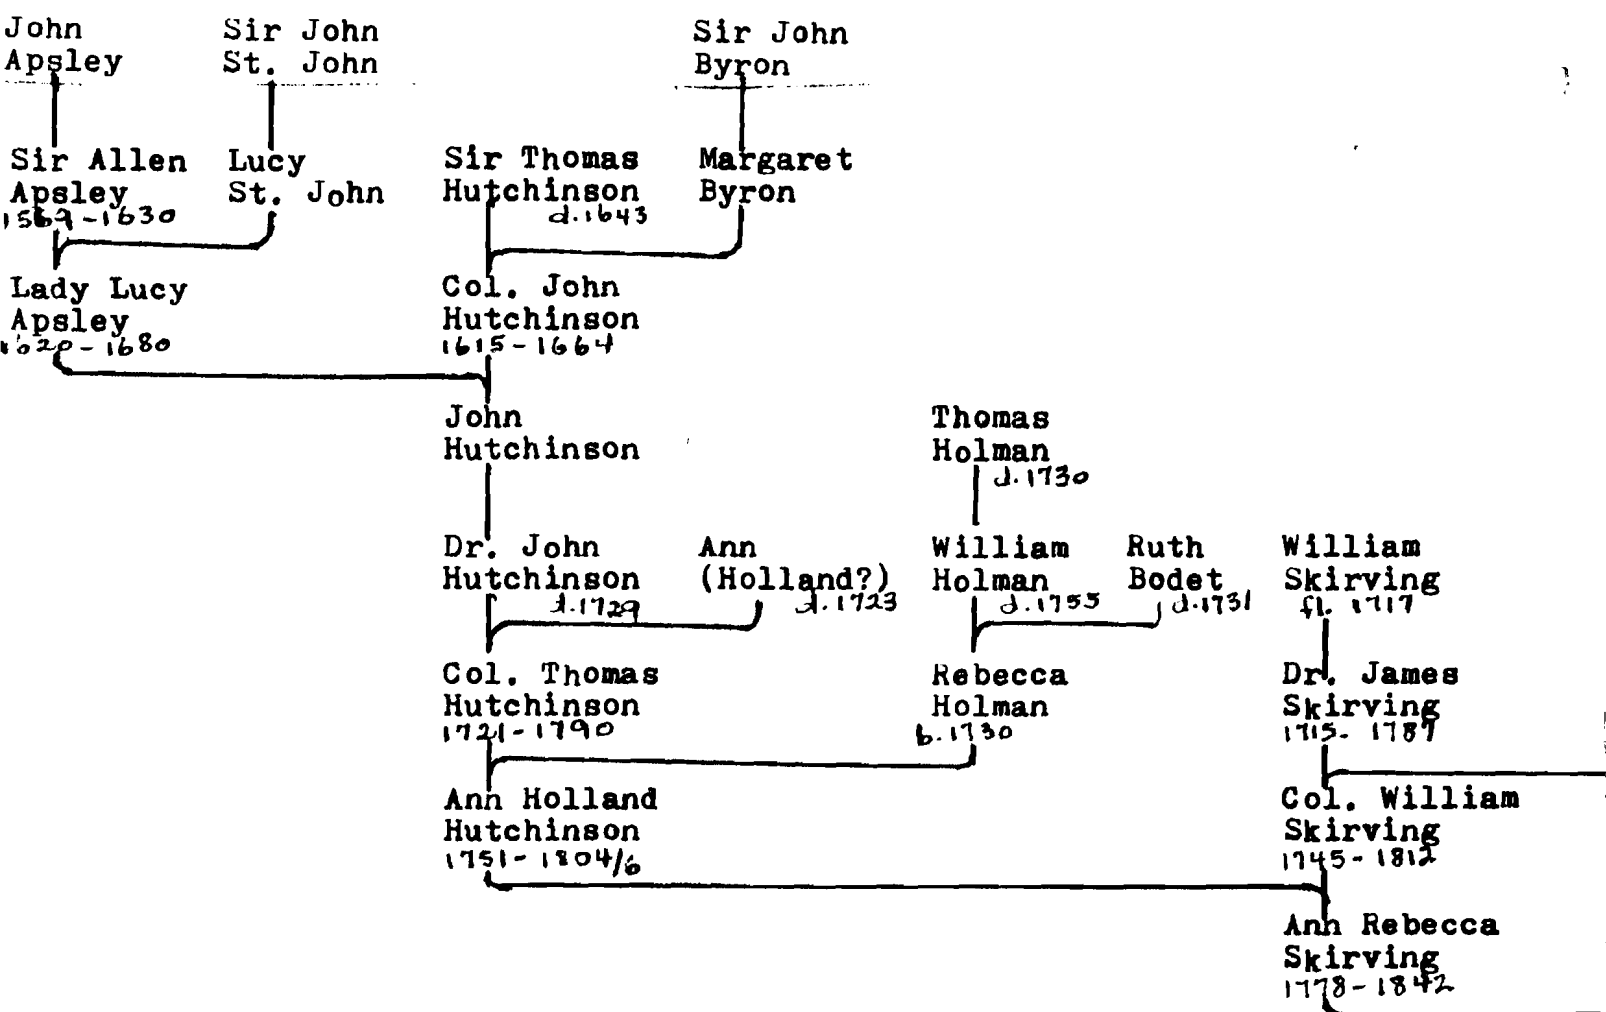 John
Apsley
Sir John
St. John
Sir John
Byron
Sir Allen
Apsley
1569-1630
Lucy
St. John
Sir Thomas
Hutchinson
d.1643
Margaret
Byron
Lady Lucy
Apsley
1620-1680
Col. John
Hutchinson
1615-1664
John
Hutchinson
Thomas
Holman
d.1730
Dr. John
Hutchinson
d.1729
Ann
(Holland?)
d.1723
William
Holman
d.1755
Ruth
Bodet
d.1731
William
Skirving
fl. 1717
Col. Thomas
Hutchinson
1721-1790
Rebecca
Holman
b.1730
Dr. James
Skirving
1715-1787
Ann Holland
Hutchinson
1751-1804/6
Col. William
Skirving
1745-1812
Ann Rebecca
Skirving
1778-1842